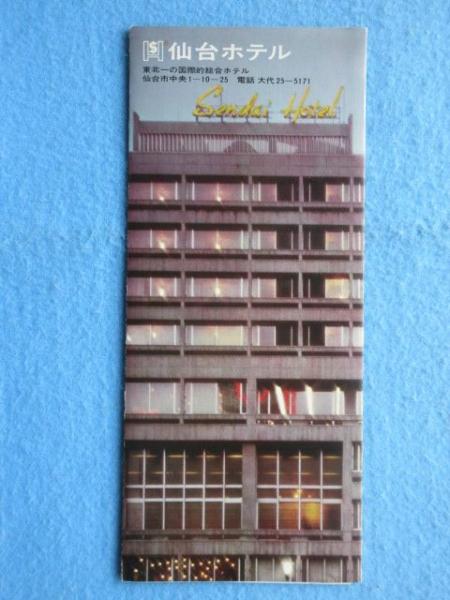 仙台ホテル
東北一の国際的総合ホテル
仙台市中央1-10-25 電話 大代25-5171
Sendai Hotel